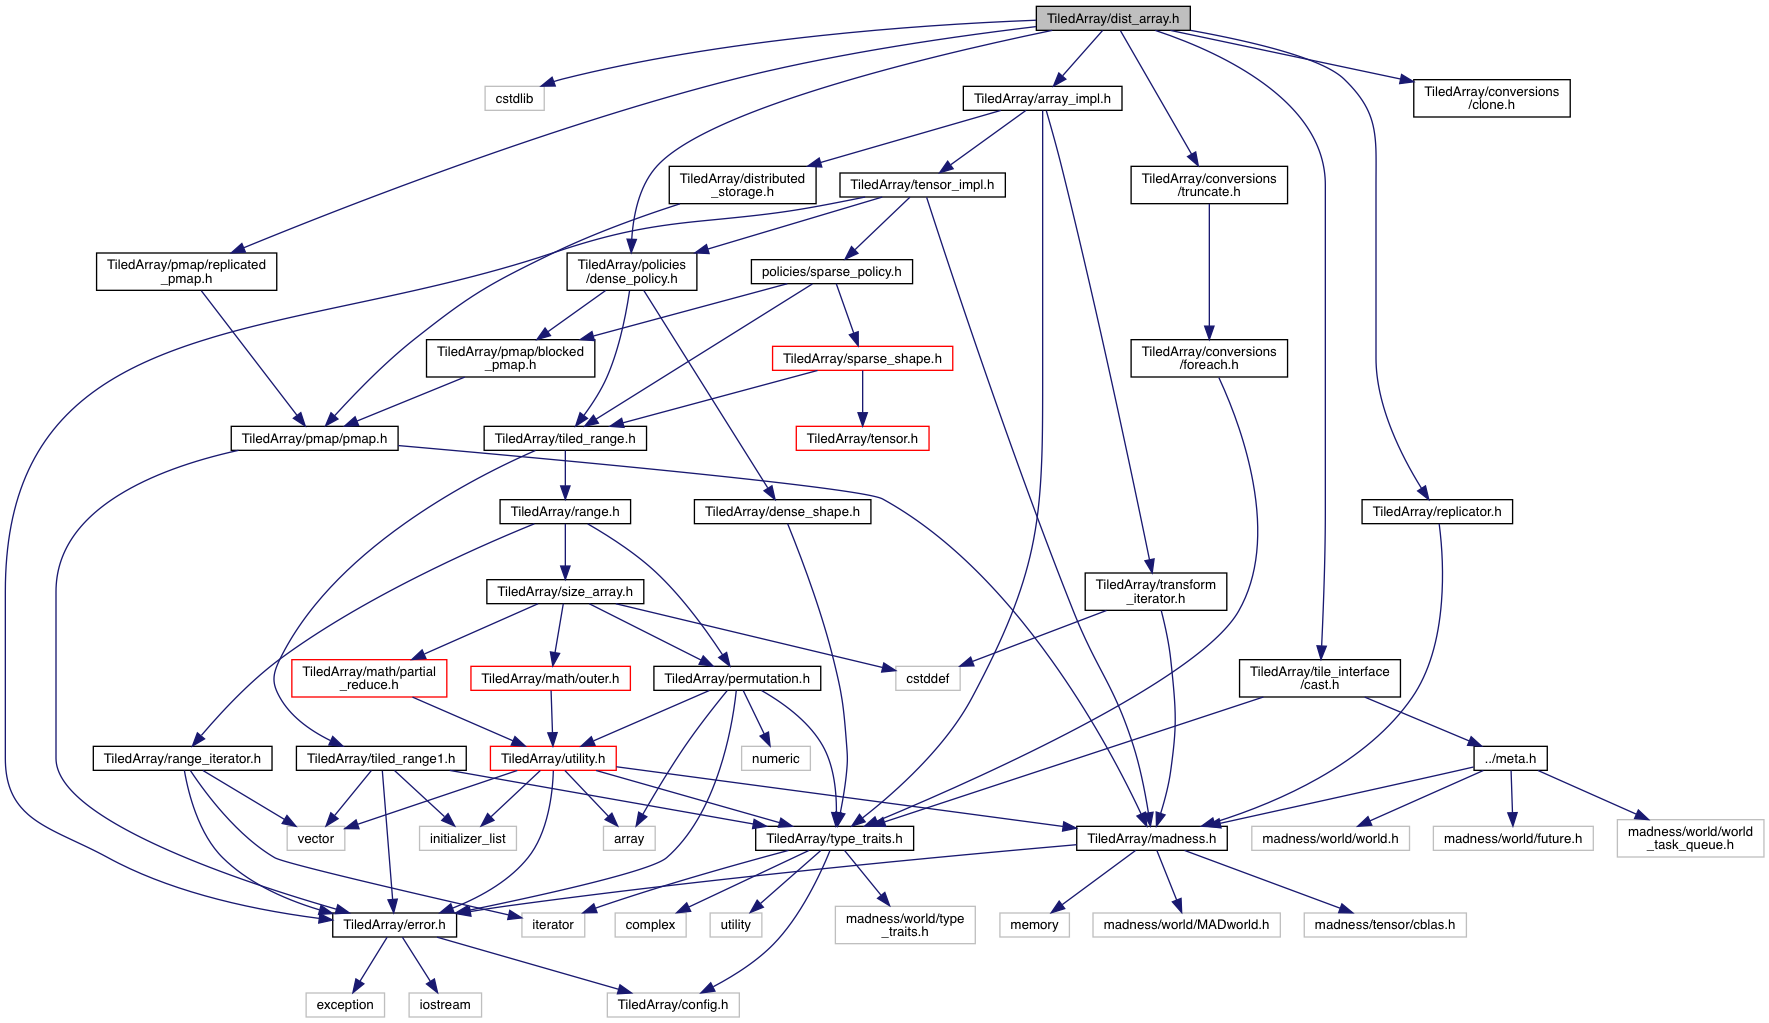 TiledArray/dist_array.h
cstdlib
TiledArray/array_impl.h
TiledArray/conversions
/clone.h
TiledArray/distributed
_storage.h
TiledArray/tensor_impl.h
TiledArray/conversions
/truncate.h
TiledArray/pmap/replicated
_pmap.h
TiledArray/policies
/dense_policy.h
policies/sparse_policy.h
TiledArray/pmap/blocked
_pmap.h
TiledArray/sparse_shape.h
TiledArray/conversions
/foreach.h
TiledArray/pmap/pmap.h
TiledArray/tiled_range.h
TiledArray/tensor.h
TiledArray/range.h
TiledArray/dense_shape.h
TiledArray/replicator.h
TiledArray/size_array.h
TiledArray/transform
_iterator.h
TiledArray/math/partial
_reduce.h
TiledArray/math/outer.h
TiledArray/permutation.h
cstddef
TiledArray/tile_interface
/cast.h
TiledArray/range_iterator.h
TiledArray/tiled_range1.h
TiledArray/utility.h
numeric
../meta.h
vector
initializer_list
array
TiledArray/type_traits.h
TiledArray/madness.h
madness/world/world.h
madness/world/future.h
madness/world/world
_task_queue.h
TiledArray/error.h
iterator
complex
utility
madness/world/type
_traits.h
memory
madness/world/MADworld.h
madness/tensor/cblas.h
exception
iostream
TiledArray/config.h